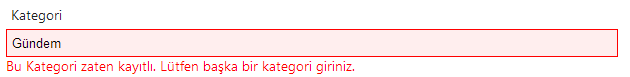 Kategori
Gündem
Bu Kategori zaten kayıtlı. Lütfen başka bir kategori giriniz.